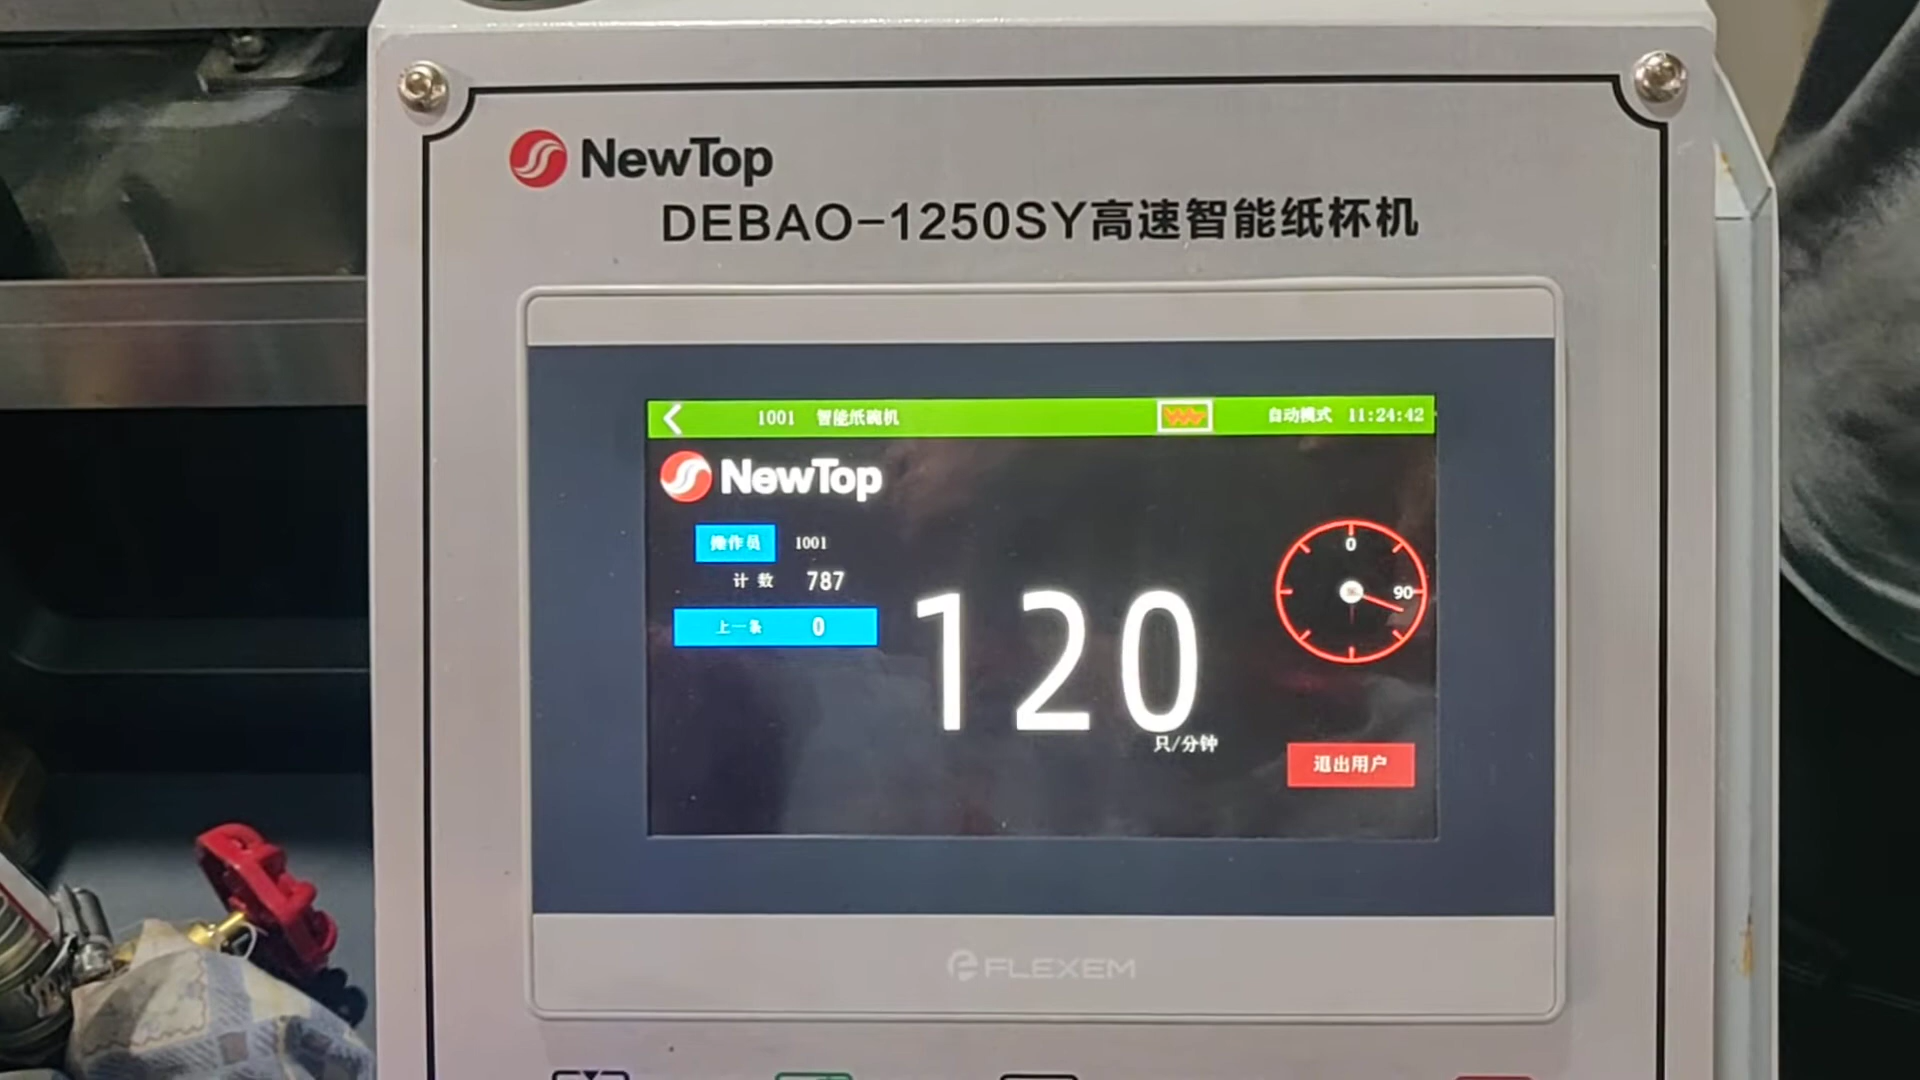 NewTop
DEBAO-1250SY高速智能纸杯机
1001 智能纸碗机 自动模式 11:24:42
NewTop
操作员 1001
计数 787
上一条 0
120
只/分钟
0
90
退出用户
FLEXEM